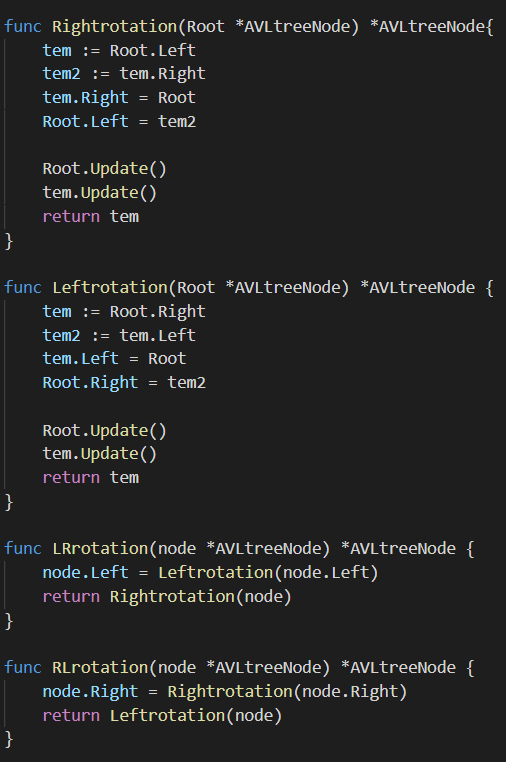 func Rightrotation(Root *AVLtreeNode) *AVLtreeNode{
    tem := Root.Left
    tem2 := tem.Right
    tem.Right = Root
    Root.Left = tem2

    Root.Update()
    tem.Update()
    return tem
}

func Leftrotation(Root *AVLtreeNode) *AVLtreeNode {
    tem := Root.Right
    tem2 := tem.Left
    tem.Left = Root
    Root.Right = tem2

    Root.Update()
    tem.Update()
    return tem
}

func LRrotation(node *AVLtreeNode) *AVLtreeNode {
    node.Left = Leftrotation(node.Left)
    return Rightrotation(node)
}

func RLrotation(node *AVLtreeNode) *AVLtreeNode {
    node.Right = Rightrotation(node.Right)
    return Leftrotation(node)
}